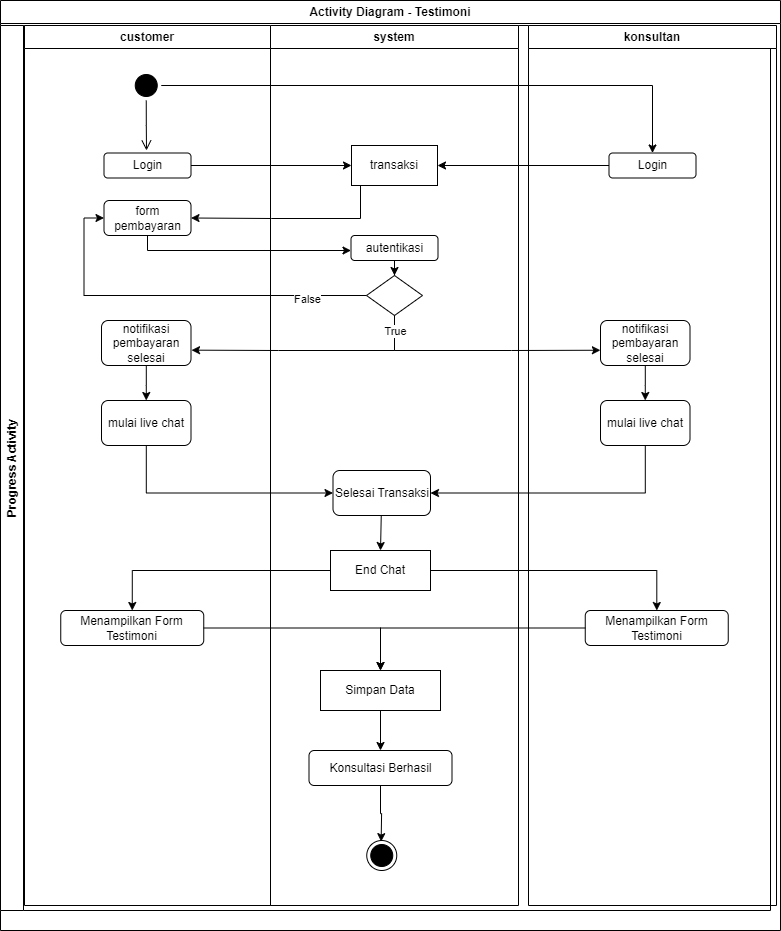 Activity Diagram - Testimoni
customer
system
konsultan
Progress Activity
Login
transaksi
Login
form
pembayaran
autentikasi
False
True
notifikasi
pembayaran
selesai
notifikasi
pembayaran
selesai
mulai live chat
mulai live chat
Selesai Transaksi
End Chat
Menampilkan Form
Testimoni
Menampilkan Form
Testimoni
Simpan Data
Konsultasi Berhasil